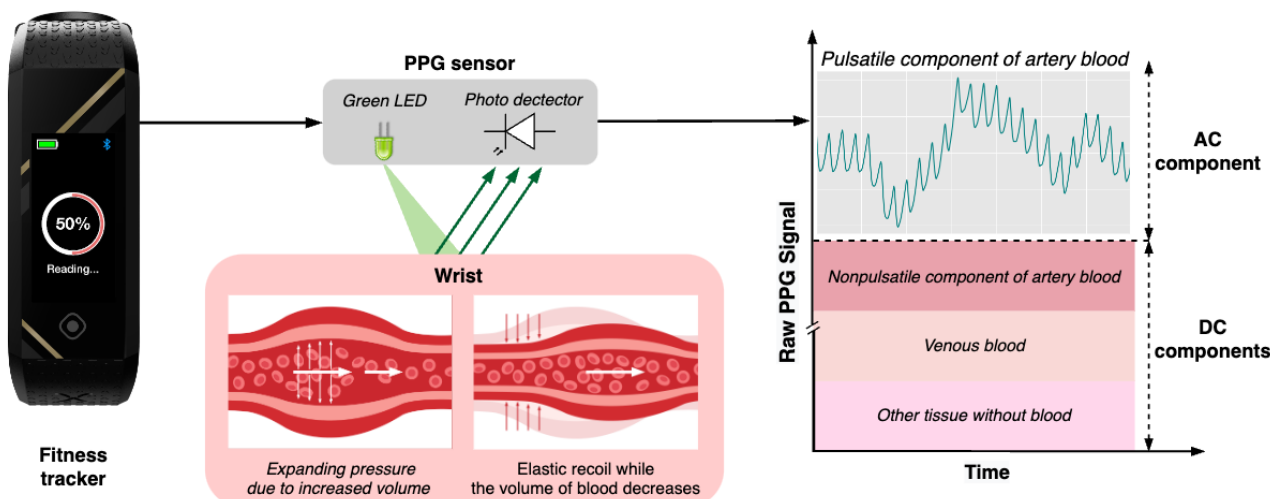 50%
Reading...
Fitness
tracker
PPG sensor
Green LED
Photo dectector
Wrist
Expanding pressure
due to increased volume
Elastic recoil while
the volume of blood decreases
Raw PPG Signal
Pulsatile component of artery blood
Nonpulsatile component of artery blood
Venous blood
Other tissue without blood
Time
AC
component
DC
components